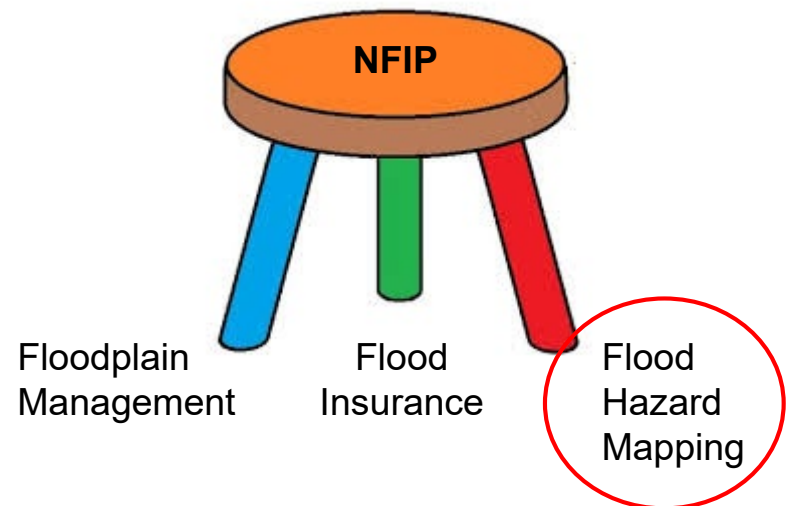 NFIP
Floodplain
Management
Flood
Insurance
Flood
Hazard
Mapping